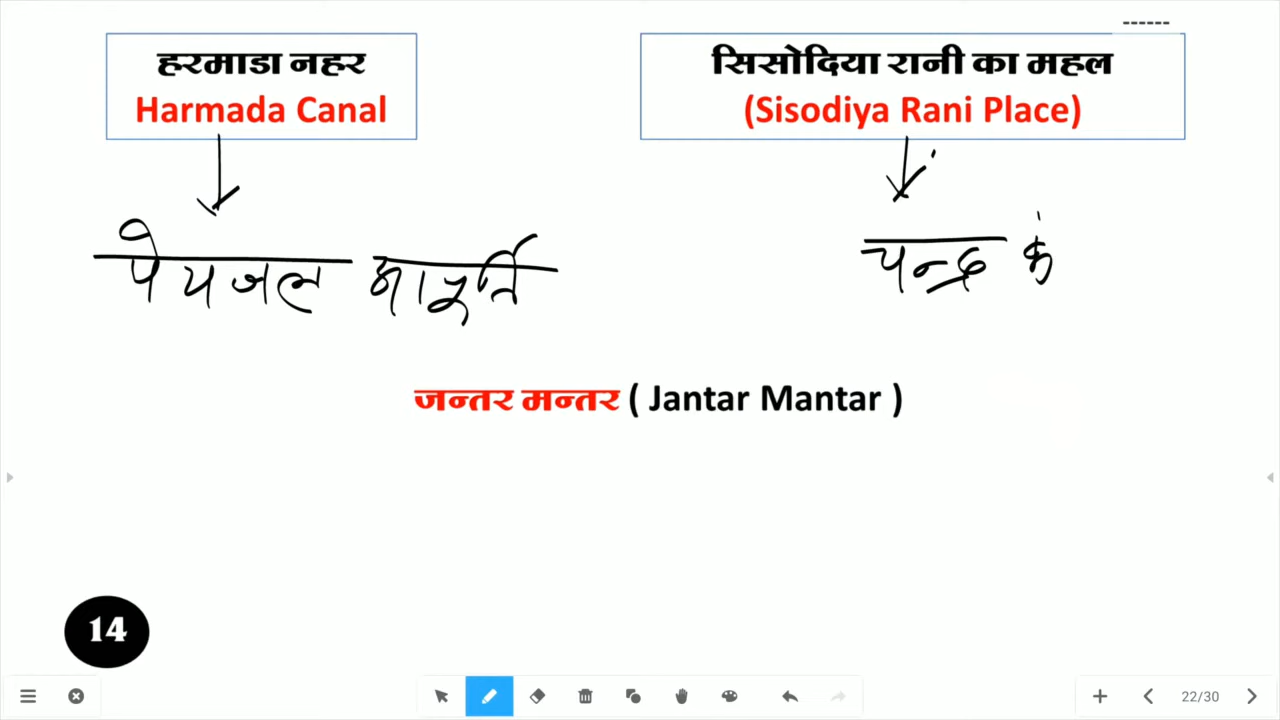 ------
हरमाडा नहर
Harmada Canal
सिसोदिया रानी का महल
(Sisodiya Rani Place)
पेयजल आपूर्ति
चन्द्र कं
जन्तर मन्तर ( Jantar Mantar )
14
22/30